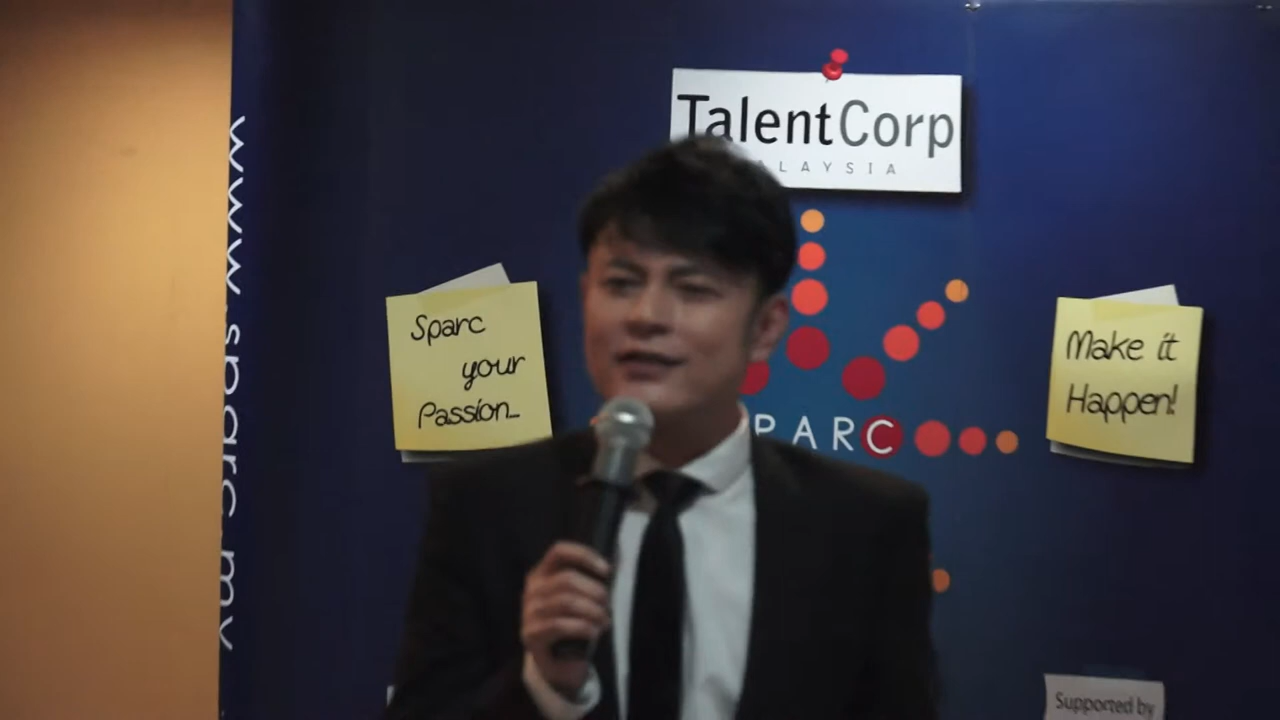 TalentCorp
ALAYSIA
www.sparc.my
Sparc
your
Passion...
Make it
Happen!
PARC
Supported by